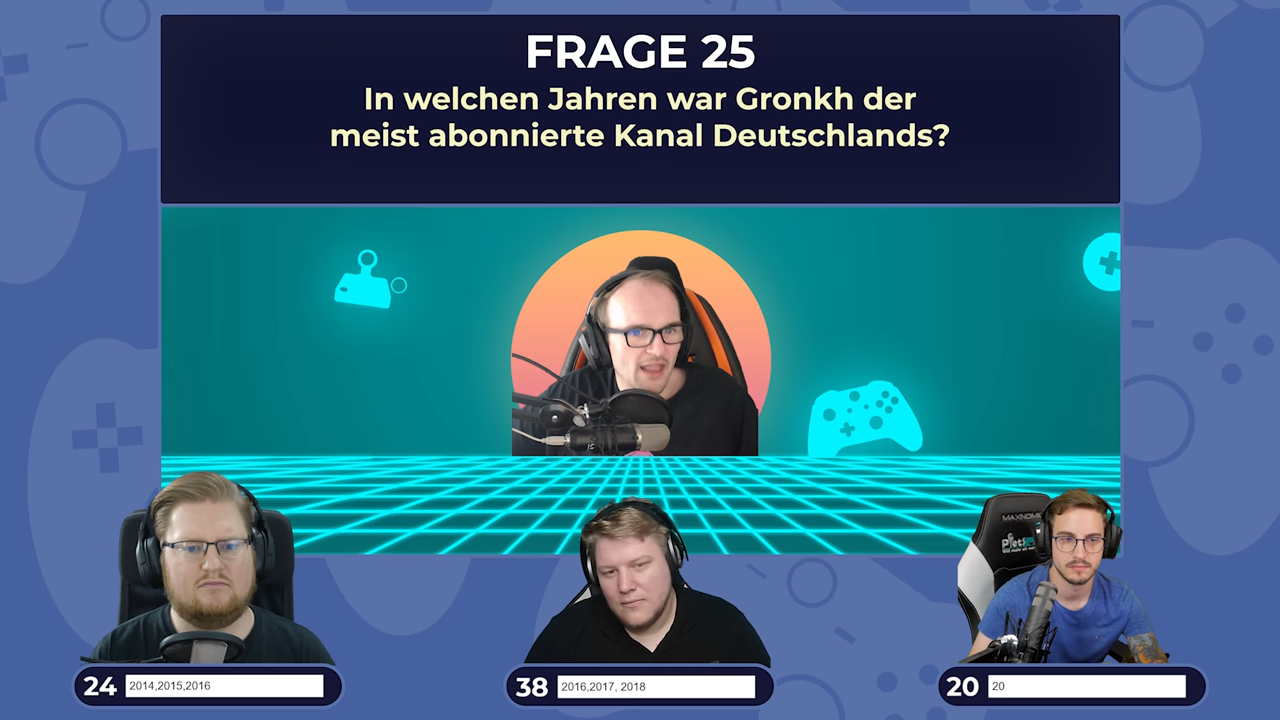 FRAGE 25
In welchen Jahren war Gronkh der
meist abonnierte Kanal Deutschlands?
MAXNOMIC
PietS
24 2014,2015,2016
38 2016,2017, 2018
20 20